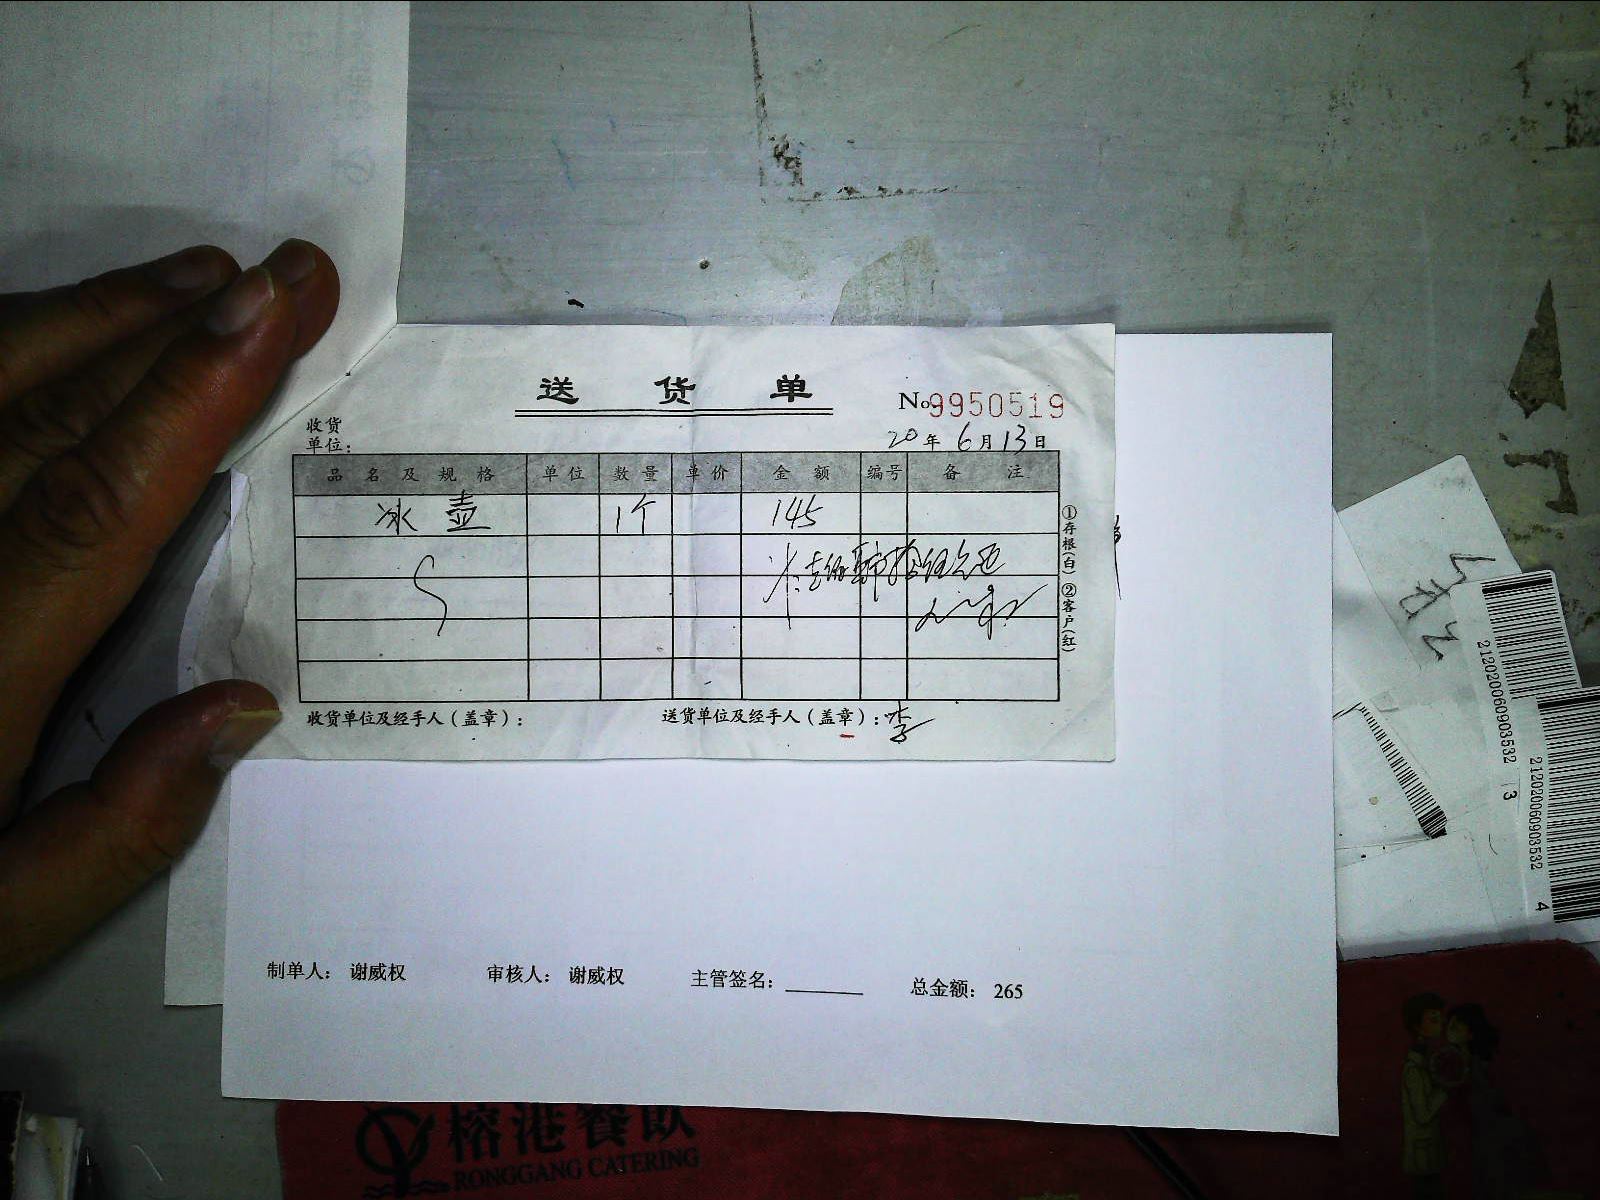 送 货 单
No 9950519
收货
单位：
20 年 6 月 13 日
品 名 及 规 格 单 位 数 量 单 价 金 额 编号 备 注
冰壶 1个 145
①存根（白） ②客户（红）
收货单位及经手人（盖章）： 送货单位及经手人（盖章）：李
制单人： 谢威权 审核人： 谢威权 主管签名： 总金额： 265
212020060903532 3
212020060903532 4
榕港餐饮
RONGGANG CATERING